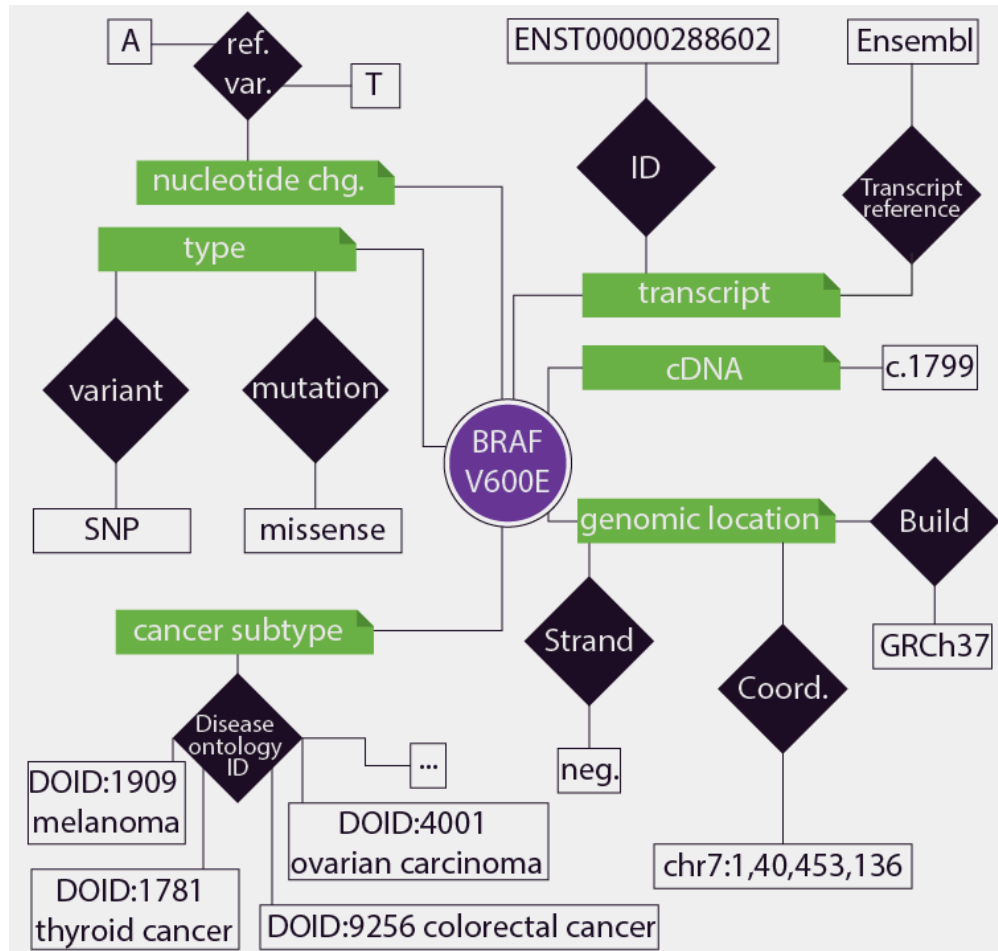 A
ref.
var.
T
nucleotide chg.
ENST00000288602
ID
Ensembl
Transcript
reference
transcript
type
variant
SNP
mutation
missense
cDNA
c.1799
BRAF
V600E
genomic location
Build
GRCh37
Strand
neg.
Coord.
chr7:1,40,453,136
cancer subtype
Disease
ontology
ID
...
DOID:1909
melanoma
DOID:4001
ovarian carcinoma
DOID:1781
thyroid cancer
DOID:9256 colorectal cancer